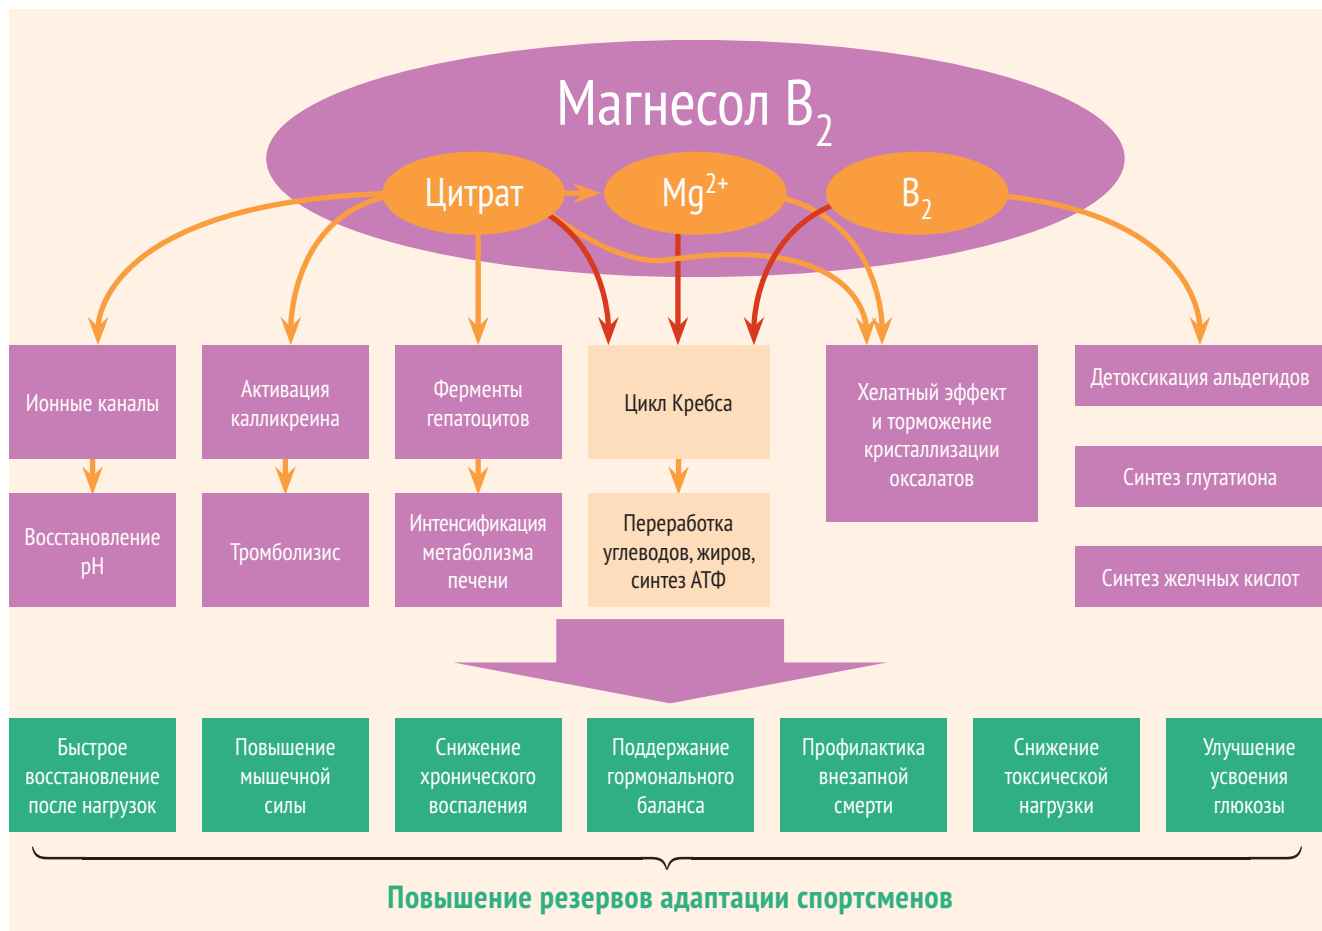 Магнесол B2
Цитрат
Mg2+
B2
Ионные каналы
Активация
калликреина
Ферменты
гепатоцитов
Цикл Кребса
Хелатный эффект
и торможение
кристаллизации
оксалатов
Детоксикация альдегидов
Синтез глутатиона
Синтез желчных кислот
Восстановление
pH
Тромболизис
Интенсификация
метаболизма
печени
Переработка
углеводов, жиров,
синтез АТФ
Быстрое
восстановление
после нагрузок
Повышение
мышечной
силы
Снижение
хронического
воспаления
Поддержание
гормонального
баланса
Профилактика
внезапной
смерти
Снижение
токсической
нагрузки
Улучшение
усвоения
глюкозы
Повышение резервов адаптации спортсменов